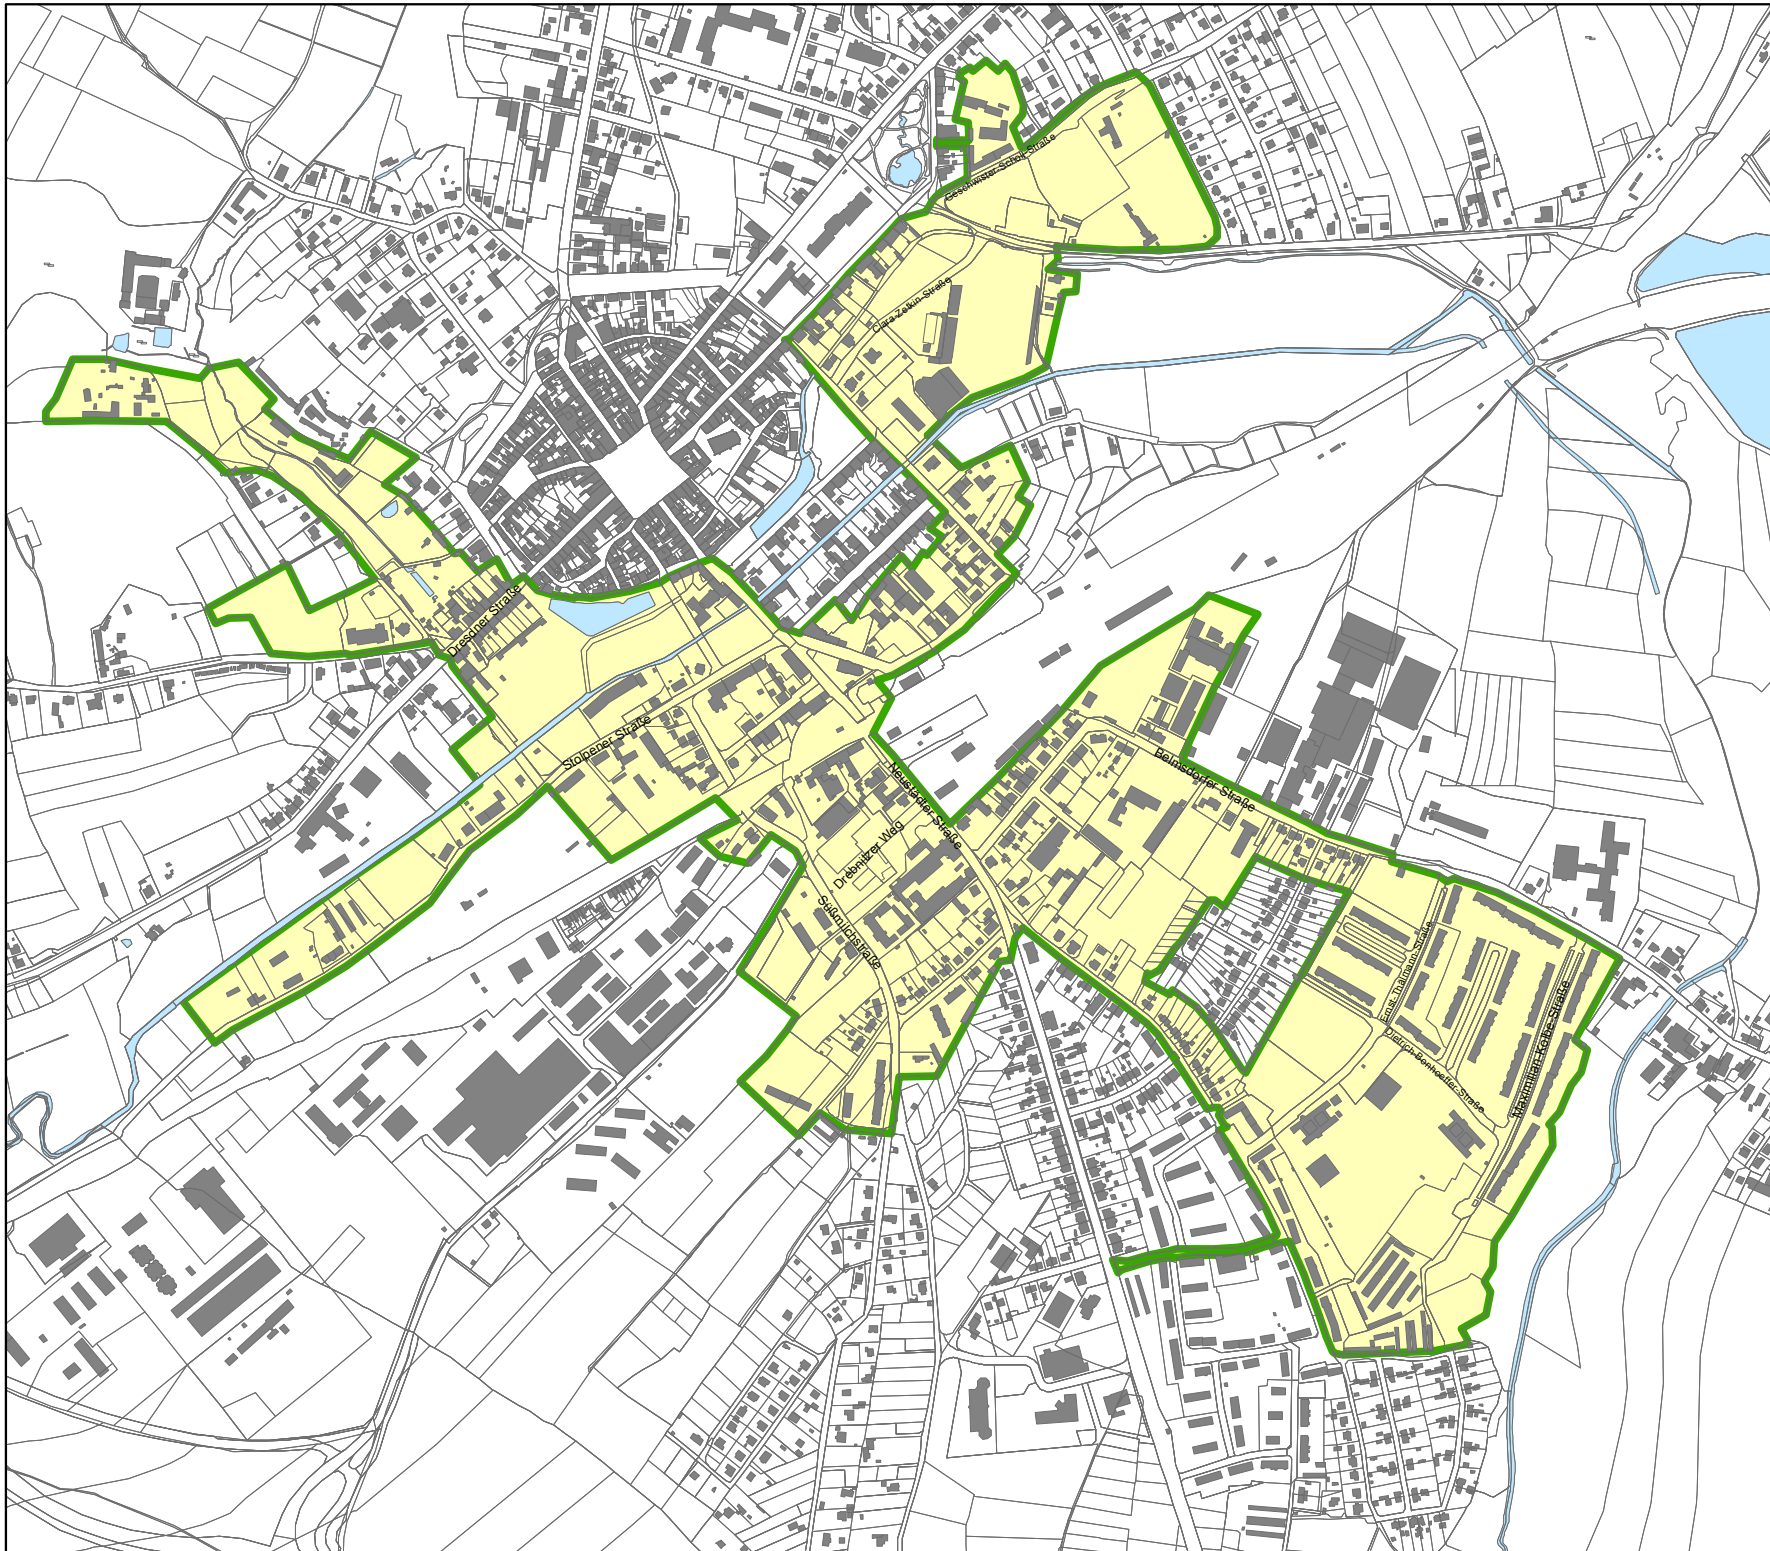 Geschwister-Scholl-Straße
Clara-Zetkin-Straße
Dresdner Straße
Stolpener Straße
Neustädter Straße
Belmsdorfer Straße
Drebnitzer Weg
Süßmilchstraße
Ernst-Thälmann-Straße
Maximilian-Kolbe-Straße
Dietrich-Bonhoeffer-Straße